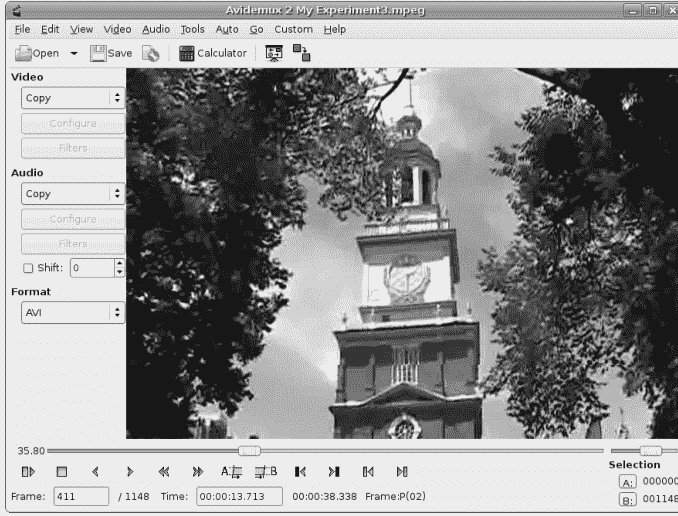 Avidemux 2 My Experiment3.mpeg
File Edit View Video Audio Tools Auto Go Custom Help
Open Save Calculator
Video
Copy
Configure
Filters
Audio
Copy
Configure
Filters
Shift: 0
Format
AVI
35.80
A B
Selection
A: 000000
B: 001148
Frame: 411 / 1148 Time: 00:00:13.713 00:00:38.338 Frame:P(02)